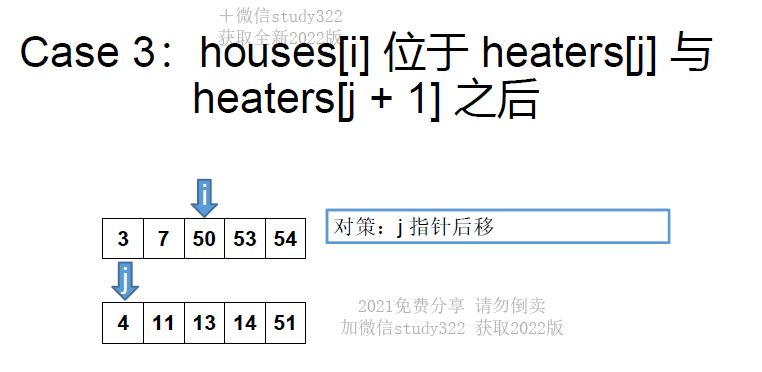 +微信study322
获取全新2022版
Case 3：houses[i] 位于 heaters[j] 与
heaters[j + 1] 之后
i
3 7 50 53 54
对策：j 指针后移
j
4 11 13 14 51
2021免费分享 请勿倒卖
加微信study322 获取2022版